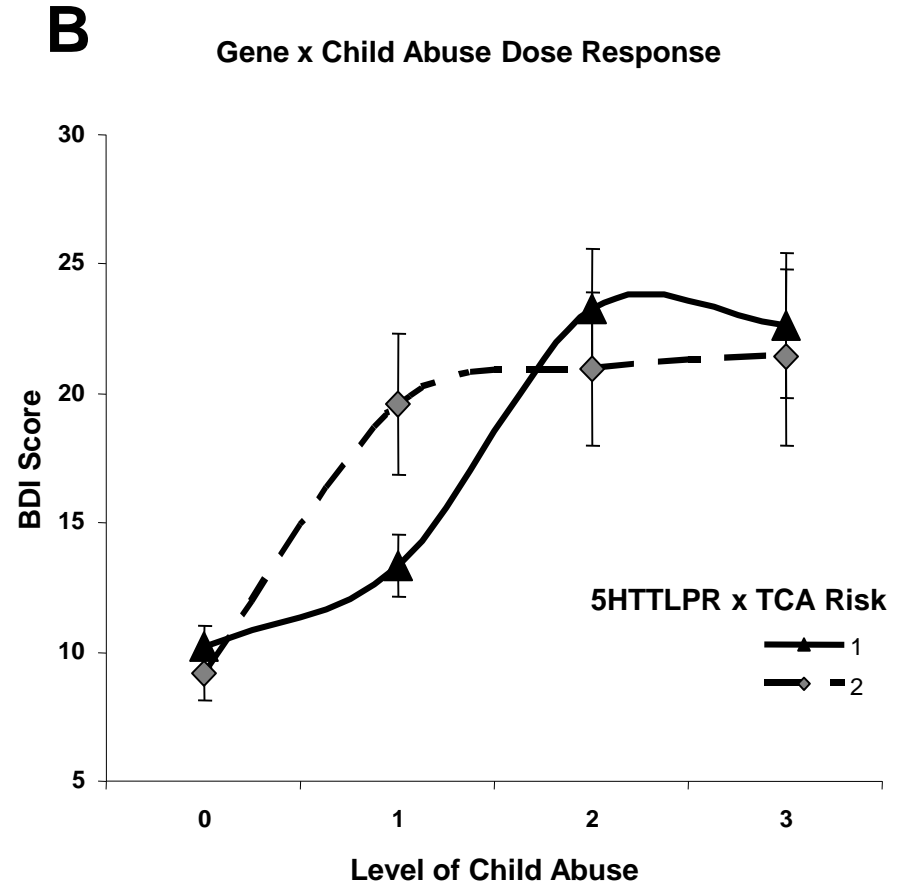 B
Gene x Child Abuse Dose Response
30
25
20
15
10
5
BDI Score
0 1 2 3
Level of Child Abuse
5HTTLPR x TCA Risk
1
2